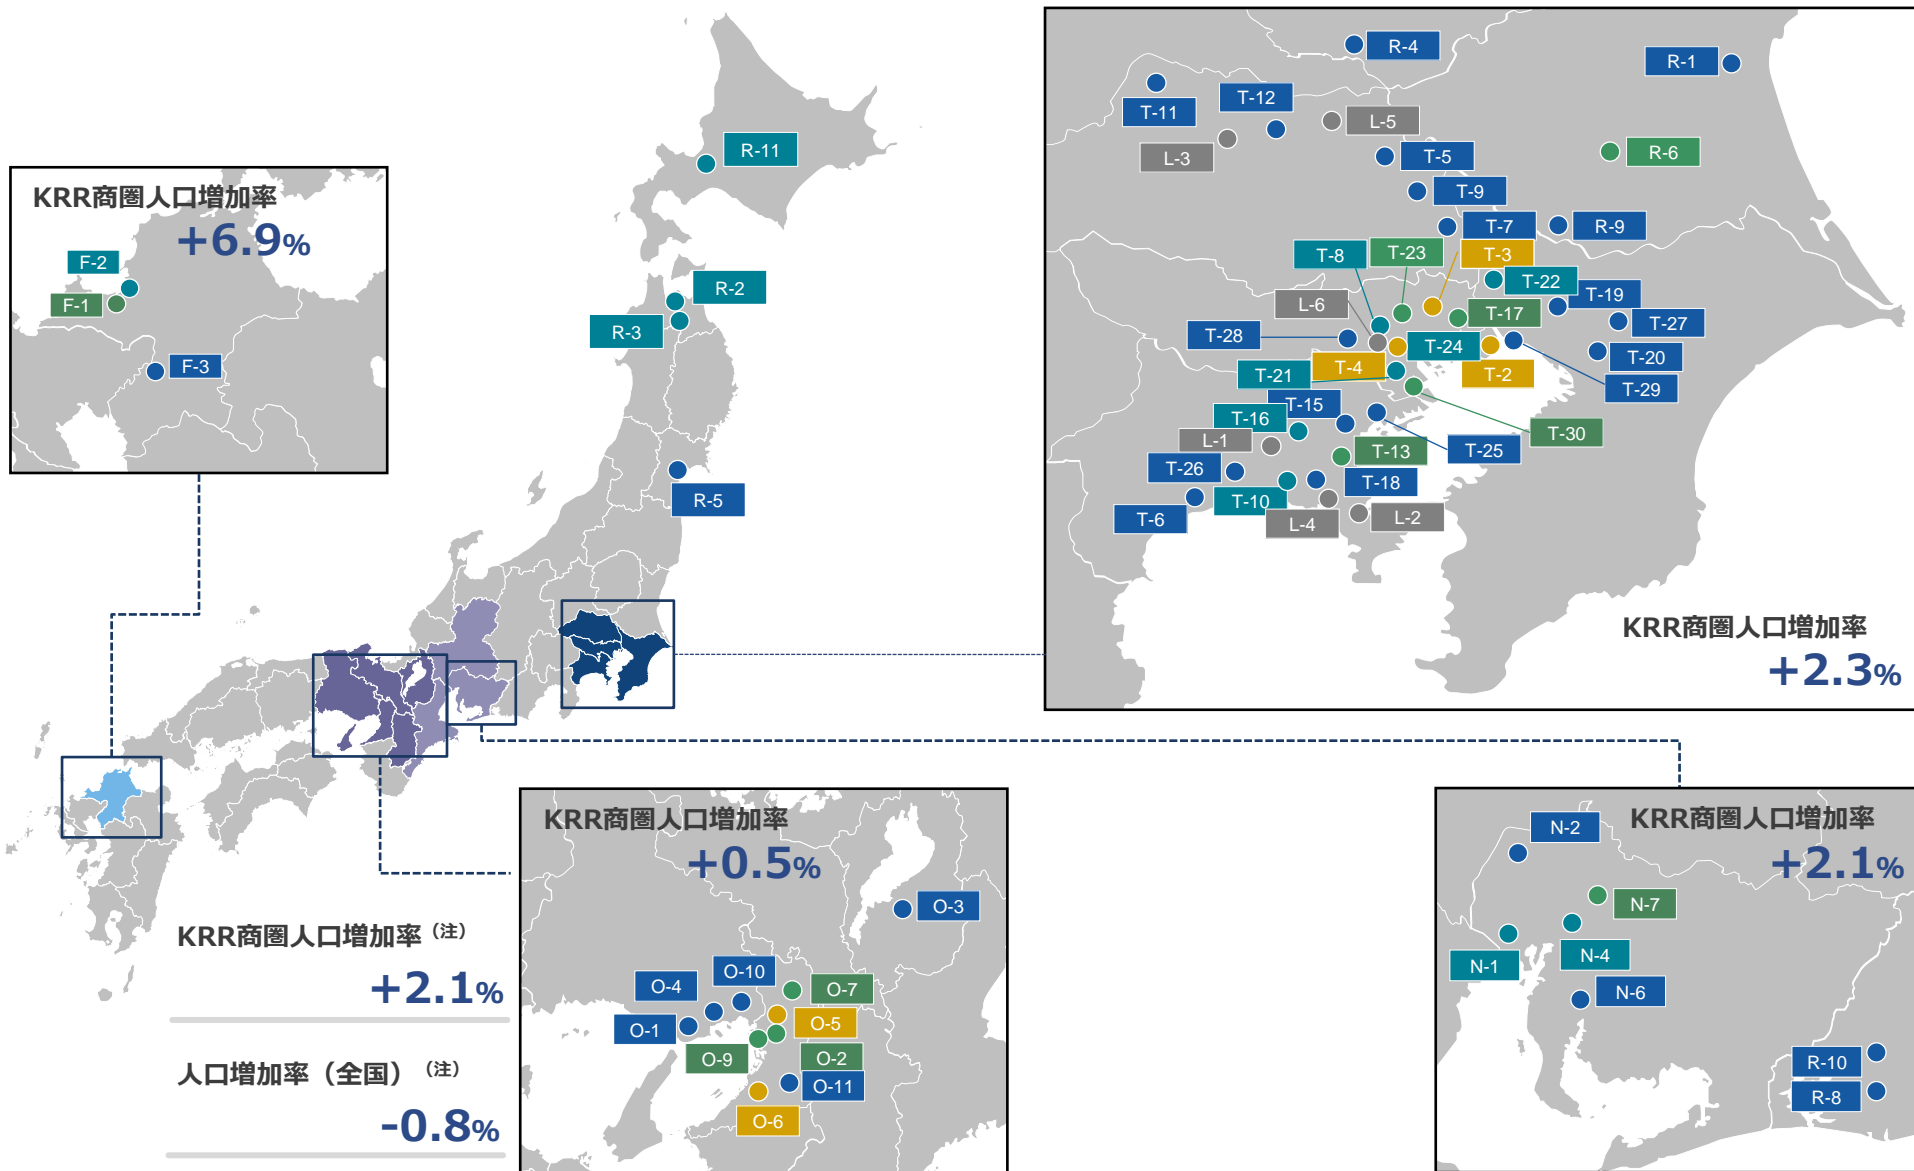 R-4
R-1
T-11
T-12
L-5
L-3
T-5
R-6
T-9
T-7
R-9
T-8
T-23
T-3
T-22
L-6
T-19
T-17
T-27
T-28
T-24
T-20
T-4
T-2
T-21
T-29
T-15
T-16
T-30
L-1
T-13
T-25
T-26
T-18
T-10
T-6
L-4
L-2
KRR商圏人口増加率
+2.3%
R-11
R-2
R-3
R-5
KRR商圏人口増加率
+6.9%
F-2
F-1
F-3
KRR商圏人口増加率
+0.5%
O-3
O-10
O-4
O-7
O-1
O-5
O-9
O-2
O-11
O-6
KRR商圏人口増加率
+2.1%
N-2
N-7
N-4
N-1
N-6
R-10
R-8
KRR商圏人口増加率（注）
+2.1%
人口増加率（全国）（注）
-0.8%